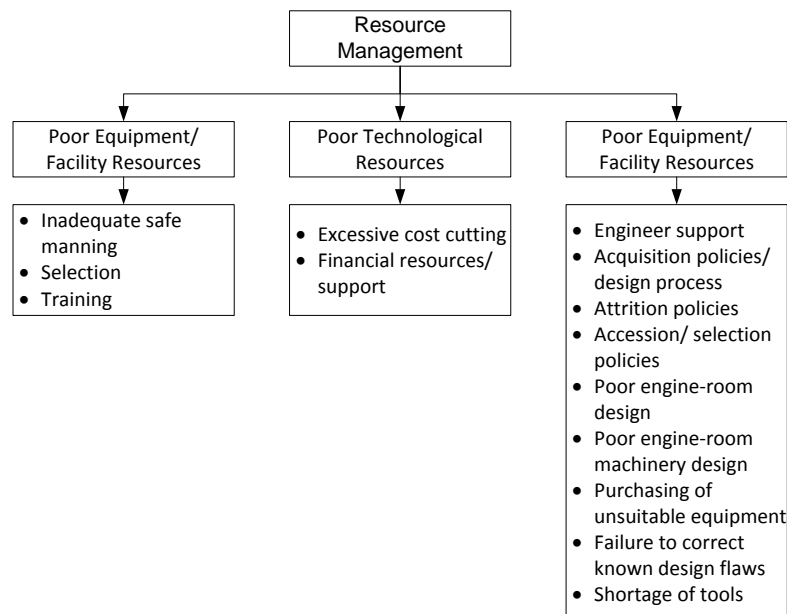 Resource
Management
Poor Equipment/
Facility Resources
Poor Technological
Resources
Poor Equipment/
Facility Resources
• Inadequate safe
manning
• Selection
• Training
• Excessive cost cutting
• Financial resources/
support
• Engineer support
• Acquisition policies/
design process
• Attrition policies
• Accession/ selection
policies
• Poor engine-room
design
• Poor engine-room
machinery design
• Purchasing of
unsuitable equipment
• Failure to correct
known design flaws
• Shortage of tools